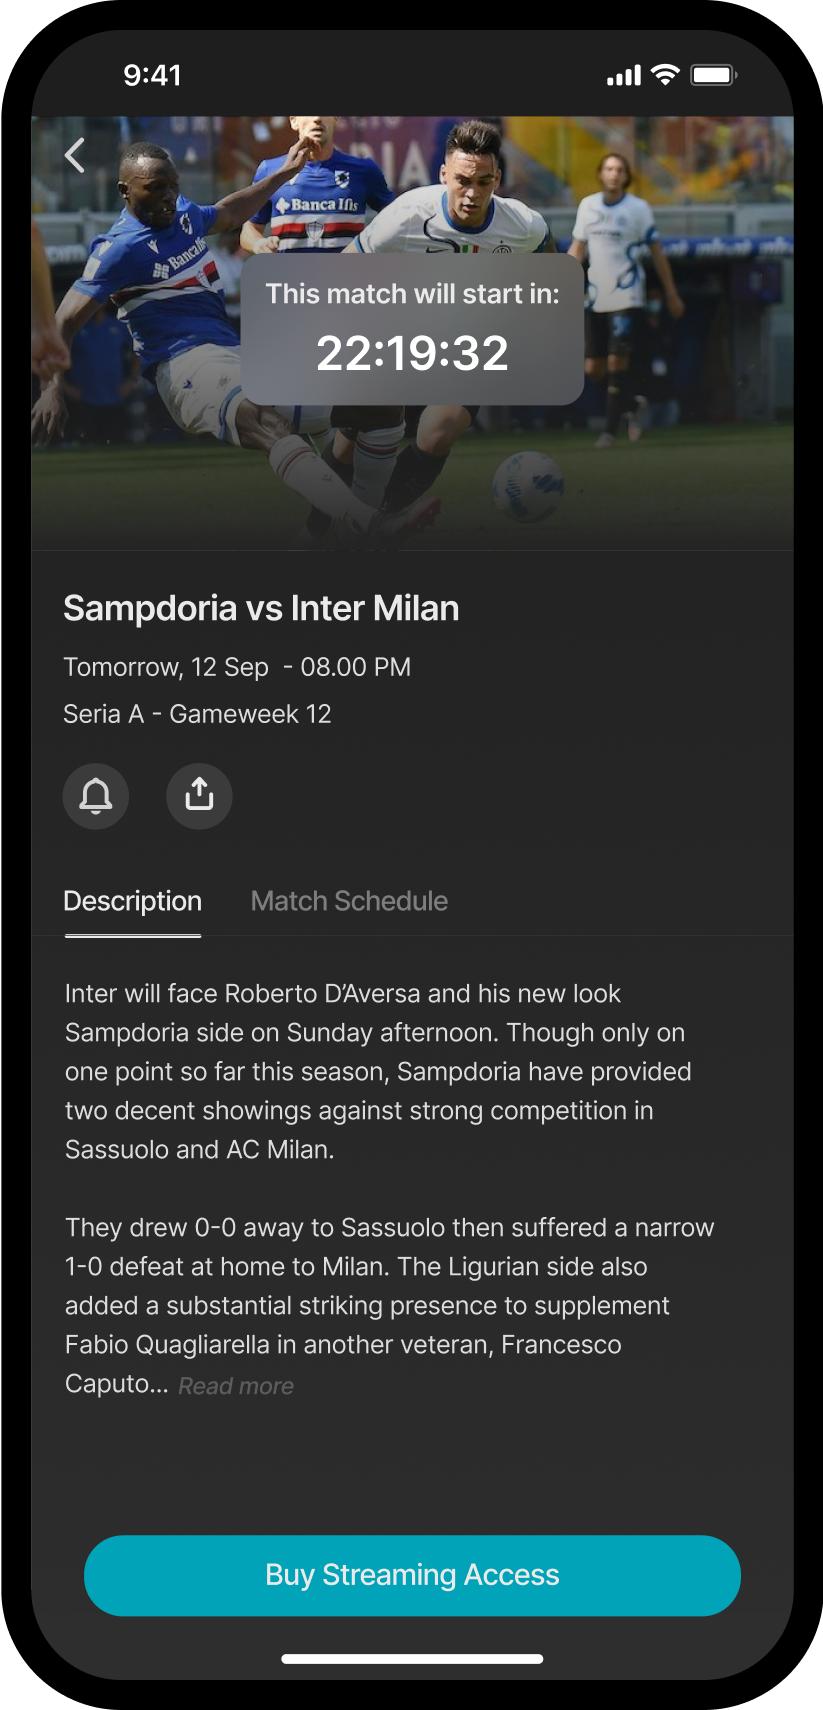 9:41
Banca Ifis
This match will start in:
22:19:32
Sampdoria vs Inter Milan
Tomorrow, 12 Sep - 08.00 PM
Seria A - Gameweek 12
Description
Match Schedule
Inter will face Roberto D’Aversa and his new look
Sampdoria side on Sunday afternoon. Though only on
one point so far this season, Sampdoria have provided
two decent showings against strong competition in
Sassuolo and AC Milan.
They drew 0-0 away to Sassuolo then suffered a narrow
1-0 defeat at home to Milan. The Ligurian side also
added a substantial striking presence to supplement
Fabio Quagliarella in another veteran, Francesco
Caputo... Read more
Buy Streaming Access